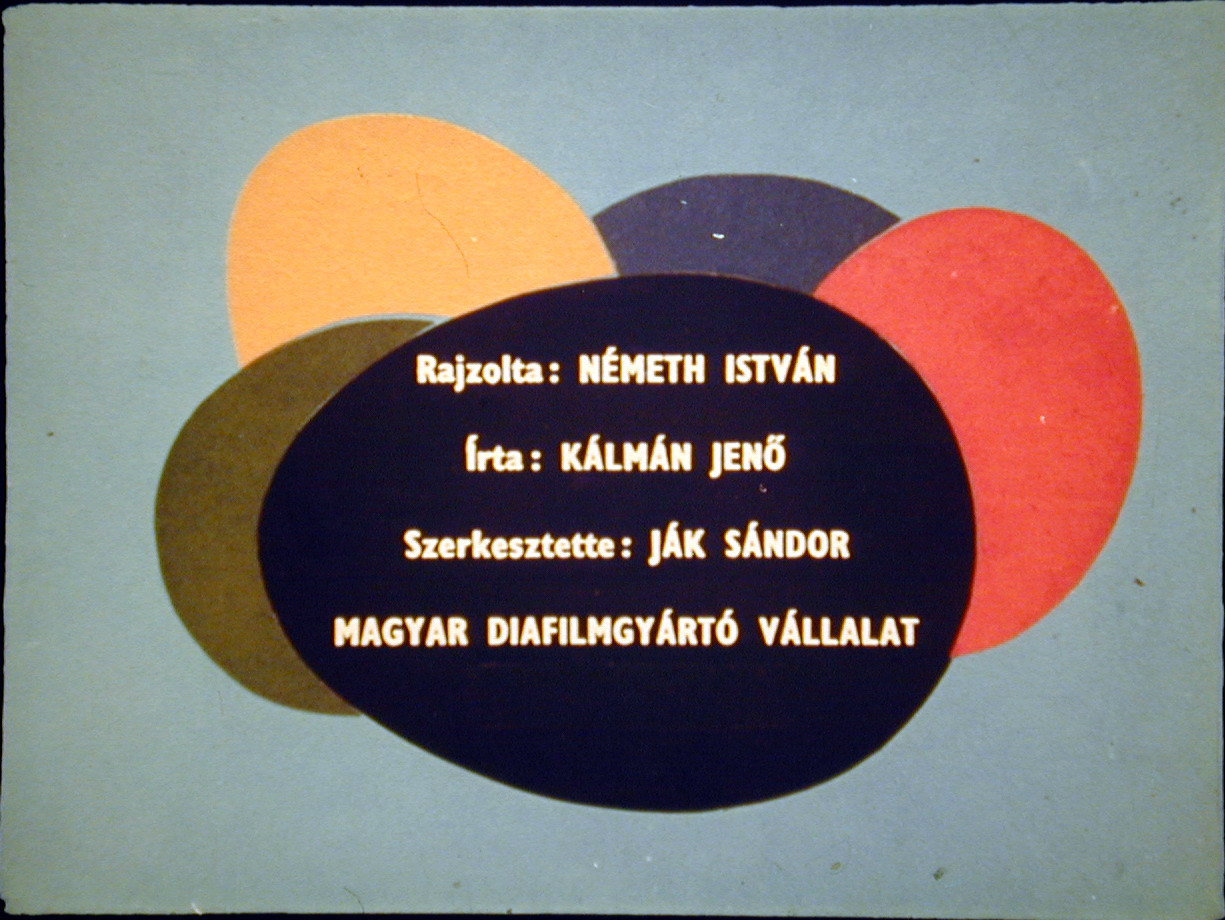 Rajzolta: NÉMETH ISTVÁN
Írta: KÁLMÁN JENŐ
Szerkesztette: JÁK SÁNDOR
MAGYAR DIAFILMGYÁRTÓ VÁLLALAT